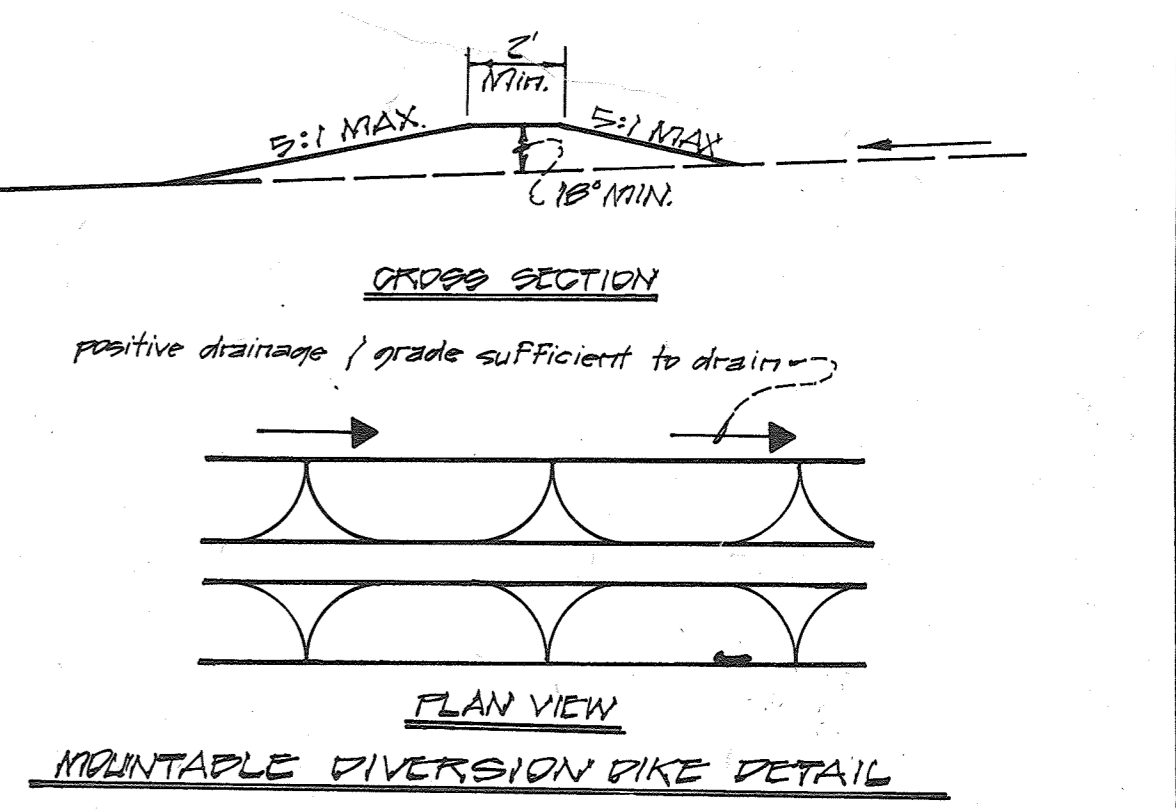 2'
Min.
5:1 MAX.
5:1 MAX
18" MIN.
CROSS SECTION
positive drainage / grade sufficient to drain
PLAN VIEW
MOUNTABLE DIVERSION DIKE DETAIL